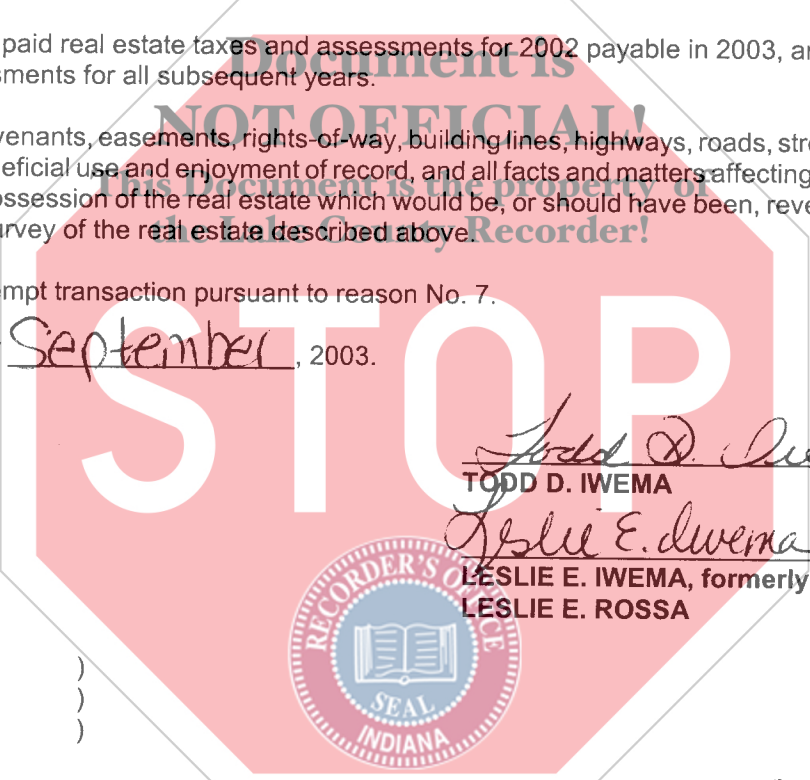 paid real estate taxes and assessments for 2002 payable in 2003, an
sments for all subsequent years.
Document is
NOT OFFICIAL!
venants, easements, rights-of-way, building lines, highways, roads, stre
eficial use and enjoyment of record, and all facts and matters affecting
This Document is the property of
ossession of the real estate which would be, or should have been, reve
urvey of the real estate described above.
the Lake County Recorder!
mpt transaction pursuant to reason No. 7.
September, 2003.
STOP
Todd D. Iwe
TODD D. IWEMA
Leslie E. Iwema
LESLIE E. IWEMA, formerly
LESLIE E. ROSSA
RECORDER'S OFFICE
SEAL
INDIANA
)
)
)